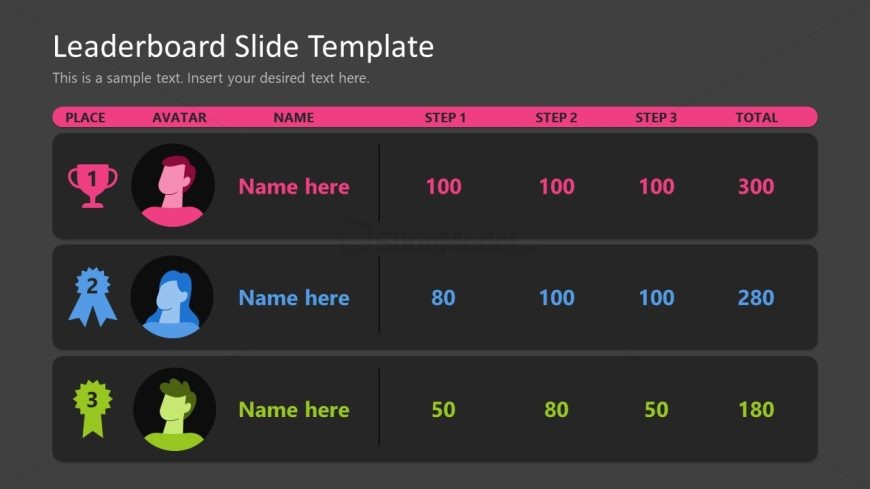 Leaderboard Slide Template
This is a sample text. Insert your desired text here.
PLACE AVATAR NAME STEP 1 STEP 2 STEP 3 TOTAL
1 Name here 100 100 100 300
2 Name here 80 100 100 280
3 Name here 50 80 50 180